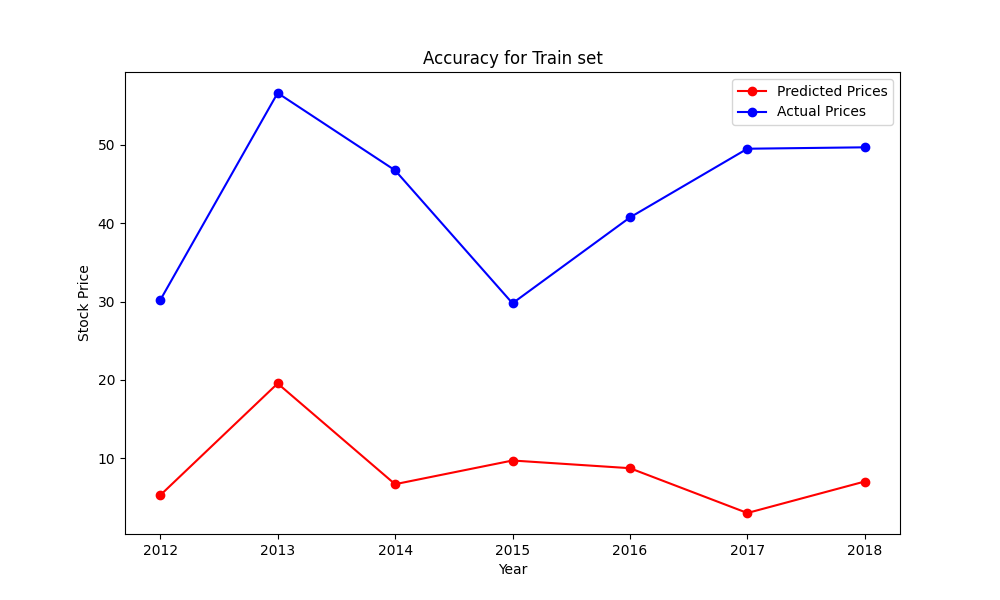 Accuracy for Train set
Predicted Prices
Actual Prices
Stock Price
50
40
30
20
10
2012 2013 2014 2015 2016 2017 2018
Year